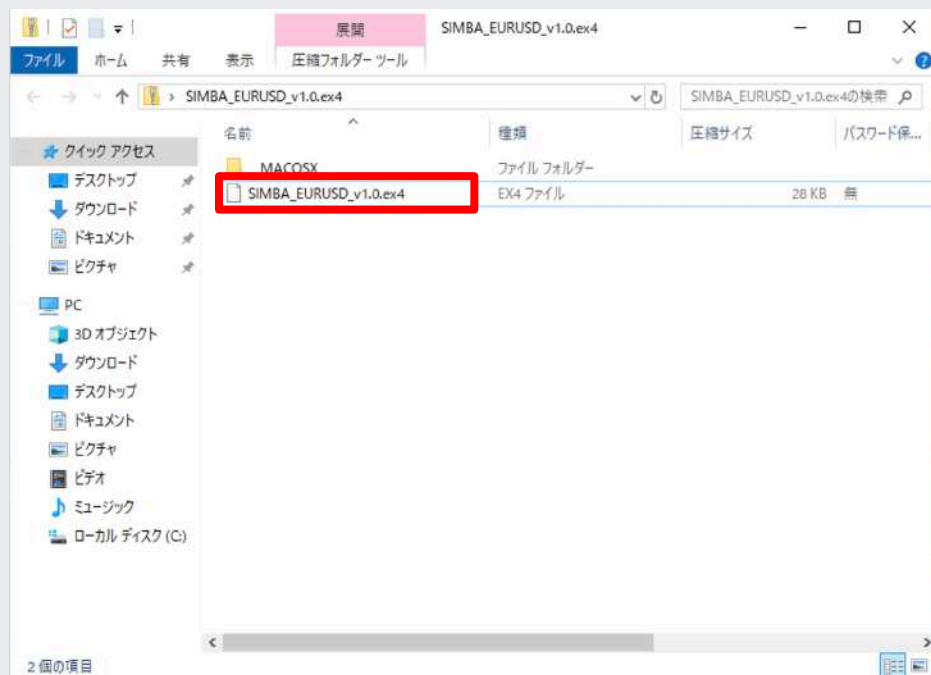 展開
SIMBA_EURUSD_v1.0.ex4
ファイル
ホーム
共有
表示
圧縮フォルダー ツール
SIMBA_EURUSD_v1.0.ex4
SIMBA_EURUSD_v1.0.ex4の検索
名前
種類
圧縮サイズ
パスワード保...
クイック アクセス
デスクトップ
ダウンロード
ドキュメント
ピクチャ
PC
3D オブジェクト
ダウンロード
デスクトップ
ドキュメント
ピクチャ
ビデオ
ミュージック
ローカル ディスク (C:)
MACOSX
ファイル フォルダー
SIMBA_EURUSD_v1.0.ex4
EX4 ファイル
28 KB
無
2 個の項目